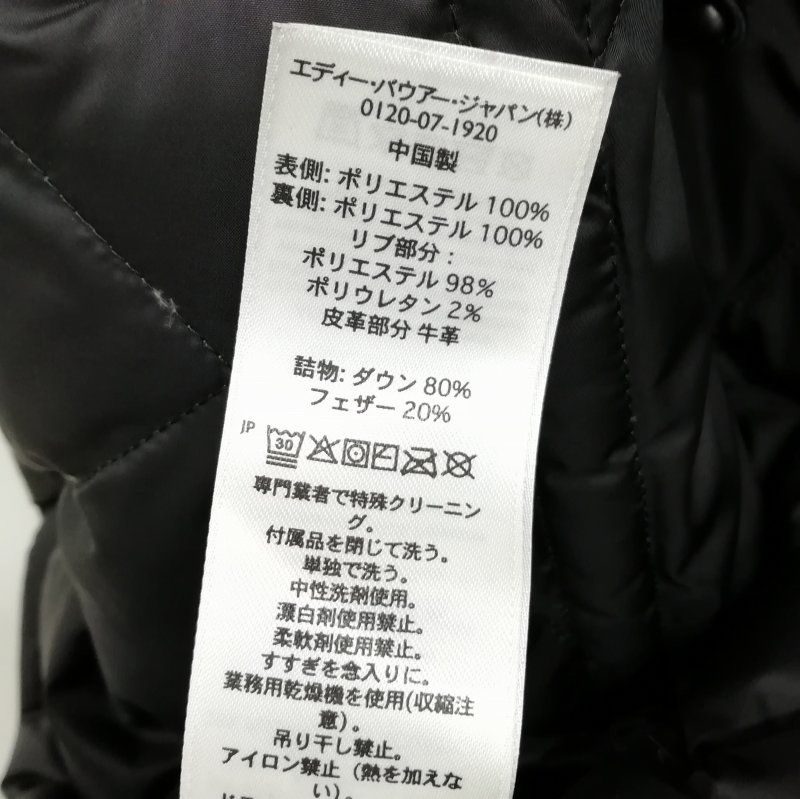 エディー・バウアー・ジャパン(株)
0120-07-1920
中国製
表側: ポリエステル 100%
裏側: ポリエステル 100%
リブ部分 :
ポリエステル 98%
ポリウレタン 2%
皮革部分 牛革
詰物: ダウン 80%
フェザー 20%
JP
30
専門業者で特殊クリーニン
グ。
付属品を閉じて洗う。
単独で洗う。
中性洗剤使用。
漂白剤使用禁止。
柔軟剤使用禁止。
すすぎを念入りに。
業務用乾燥機を使用(収縮注
意)。
吊り干し禁止。
アイロン禁止（熱を加えな
い）。